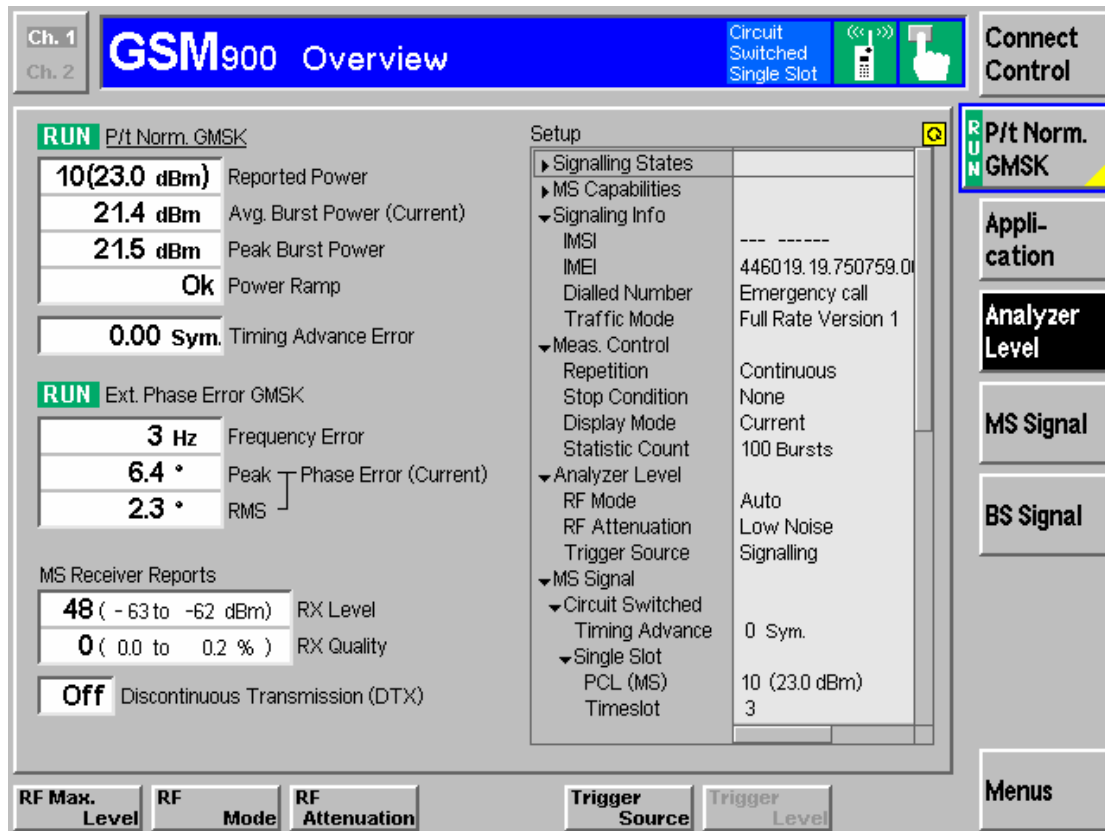 Ch. 1
Ch. 2
GSM900 Overview
Circuit
Switched
Single Slot
Connect
Control
RUN P/t Norm. GMSK
10(23.0 dBm) Reported Power
21.4 dBm Avg. Burst Power (Current)
21.5 dBm Peak Burst Power
Ok Power Ramp
0.00 Sym. Timing Advance Error
RUN Ext. Phase Error GMSK
3 Hz Frequency Error
6.4 ° Peak Phase Error (Current)
2.3 ° RMS
MS Receiver Reports
48 ( - 63 to -62 dBm) RX Level
0 ( 0.0 to 0.2 % ) RX Quality
Off Discontinuous Transmission (DTX)
Setup
Signalling States
MS Capabilities
Signaling Info
IMSI --- ------
IMEI 446019.19.750759.0
Dialled Number Emergency call
Traffic Mode Full Rate Version 1
Meas. Control
Repetition Continuous
Stop Condition None
Display Mode Current
Statistic Count 100 Bursts
Analyzer Level
RF Mode Auto
RF Attenuation Low Noise
Trigger Source Signalling
MS Signal
Circuit Switched
Timing Advance 0 Sym.
Single Slot
PCL (MS) 10 (23.0 dBm)
Timeslot 3
RUN
P/t Norm.
GMSK
Appli-
cation
Analyzer
Level
MS Signal
BS Signal
Menus
RF Max.
Level
RF
Mode
RF
Attenuation
Trigger
Source
Trigger
Level